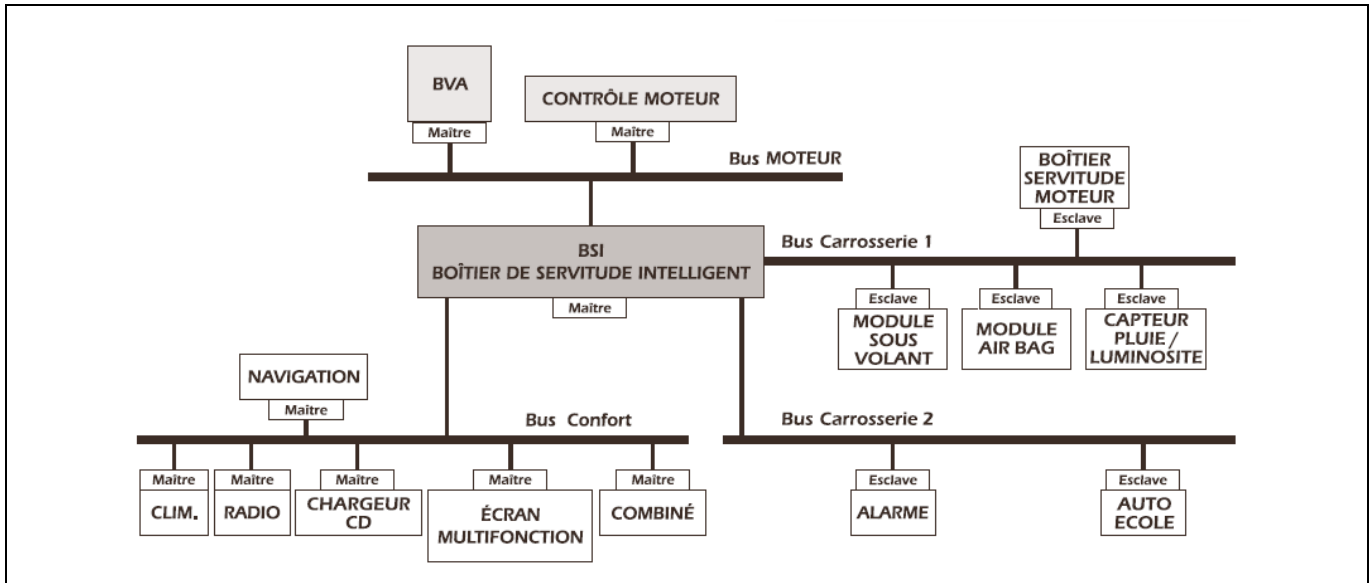 BVA
Maître
CONTRÔLE MOTEUR
Maître
Bus MOTEUR
BOÎTIER
SERVITUDE
MOTEUR
Esclave
BSI
BOÎTIER DE SERVITUDE INTELLIGENT
Maître
Bus Carrosserie 1
Esclave
MODULE
SOUS
VOLANT
Esclave
MODULE
AIR BAG
Esclave
CAPTEUR
PLUIE /
LUMINOSITE
NAVIGATION
Maître
Bus Confort
Maître
CLIM.
Maître
RADIO
Maître
CHARGEUR
CD
Maître
ÉCRAN
MULTIFONCTION
Maître
COMBINÉ
Bus Carrosserie 2
Esclave
ALARME
Esclave
AUTO
ECOLE